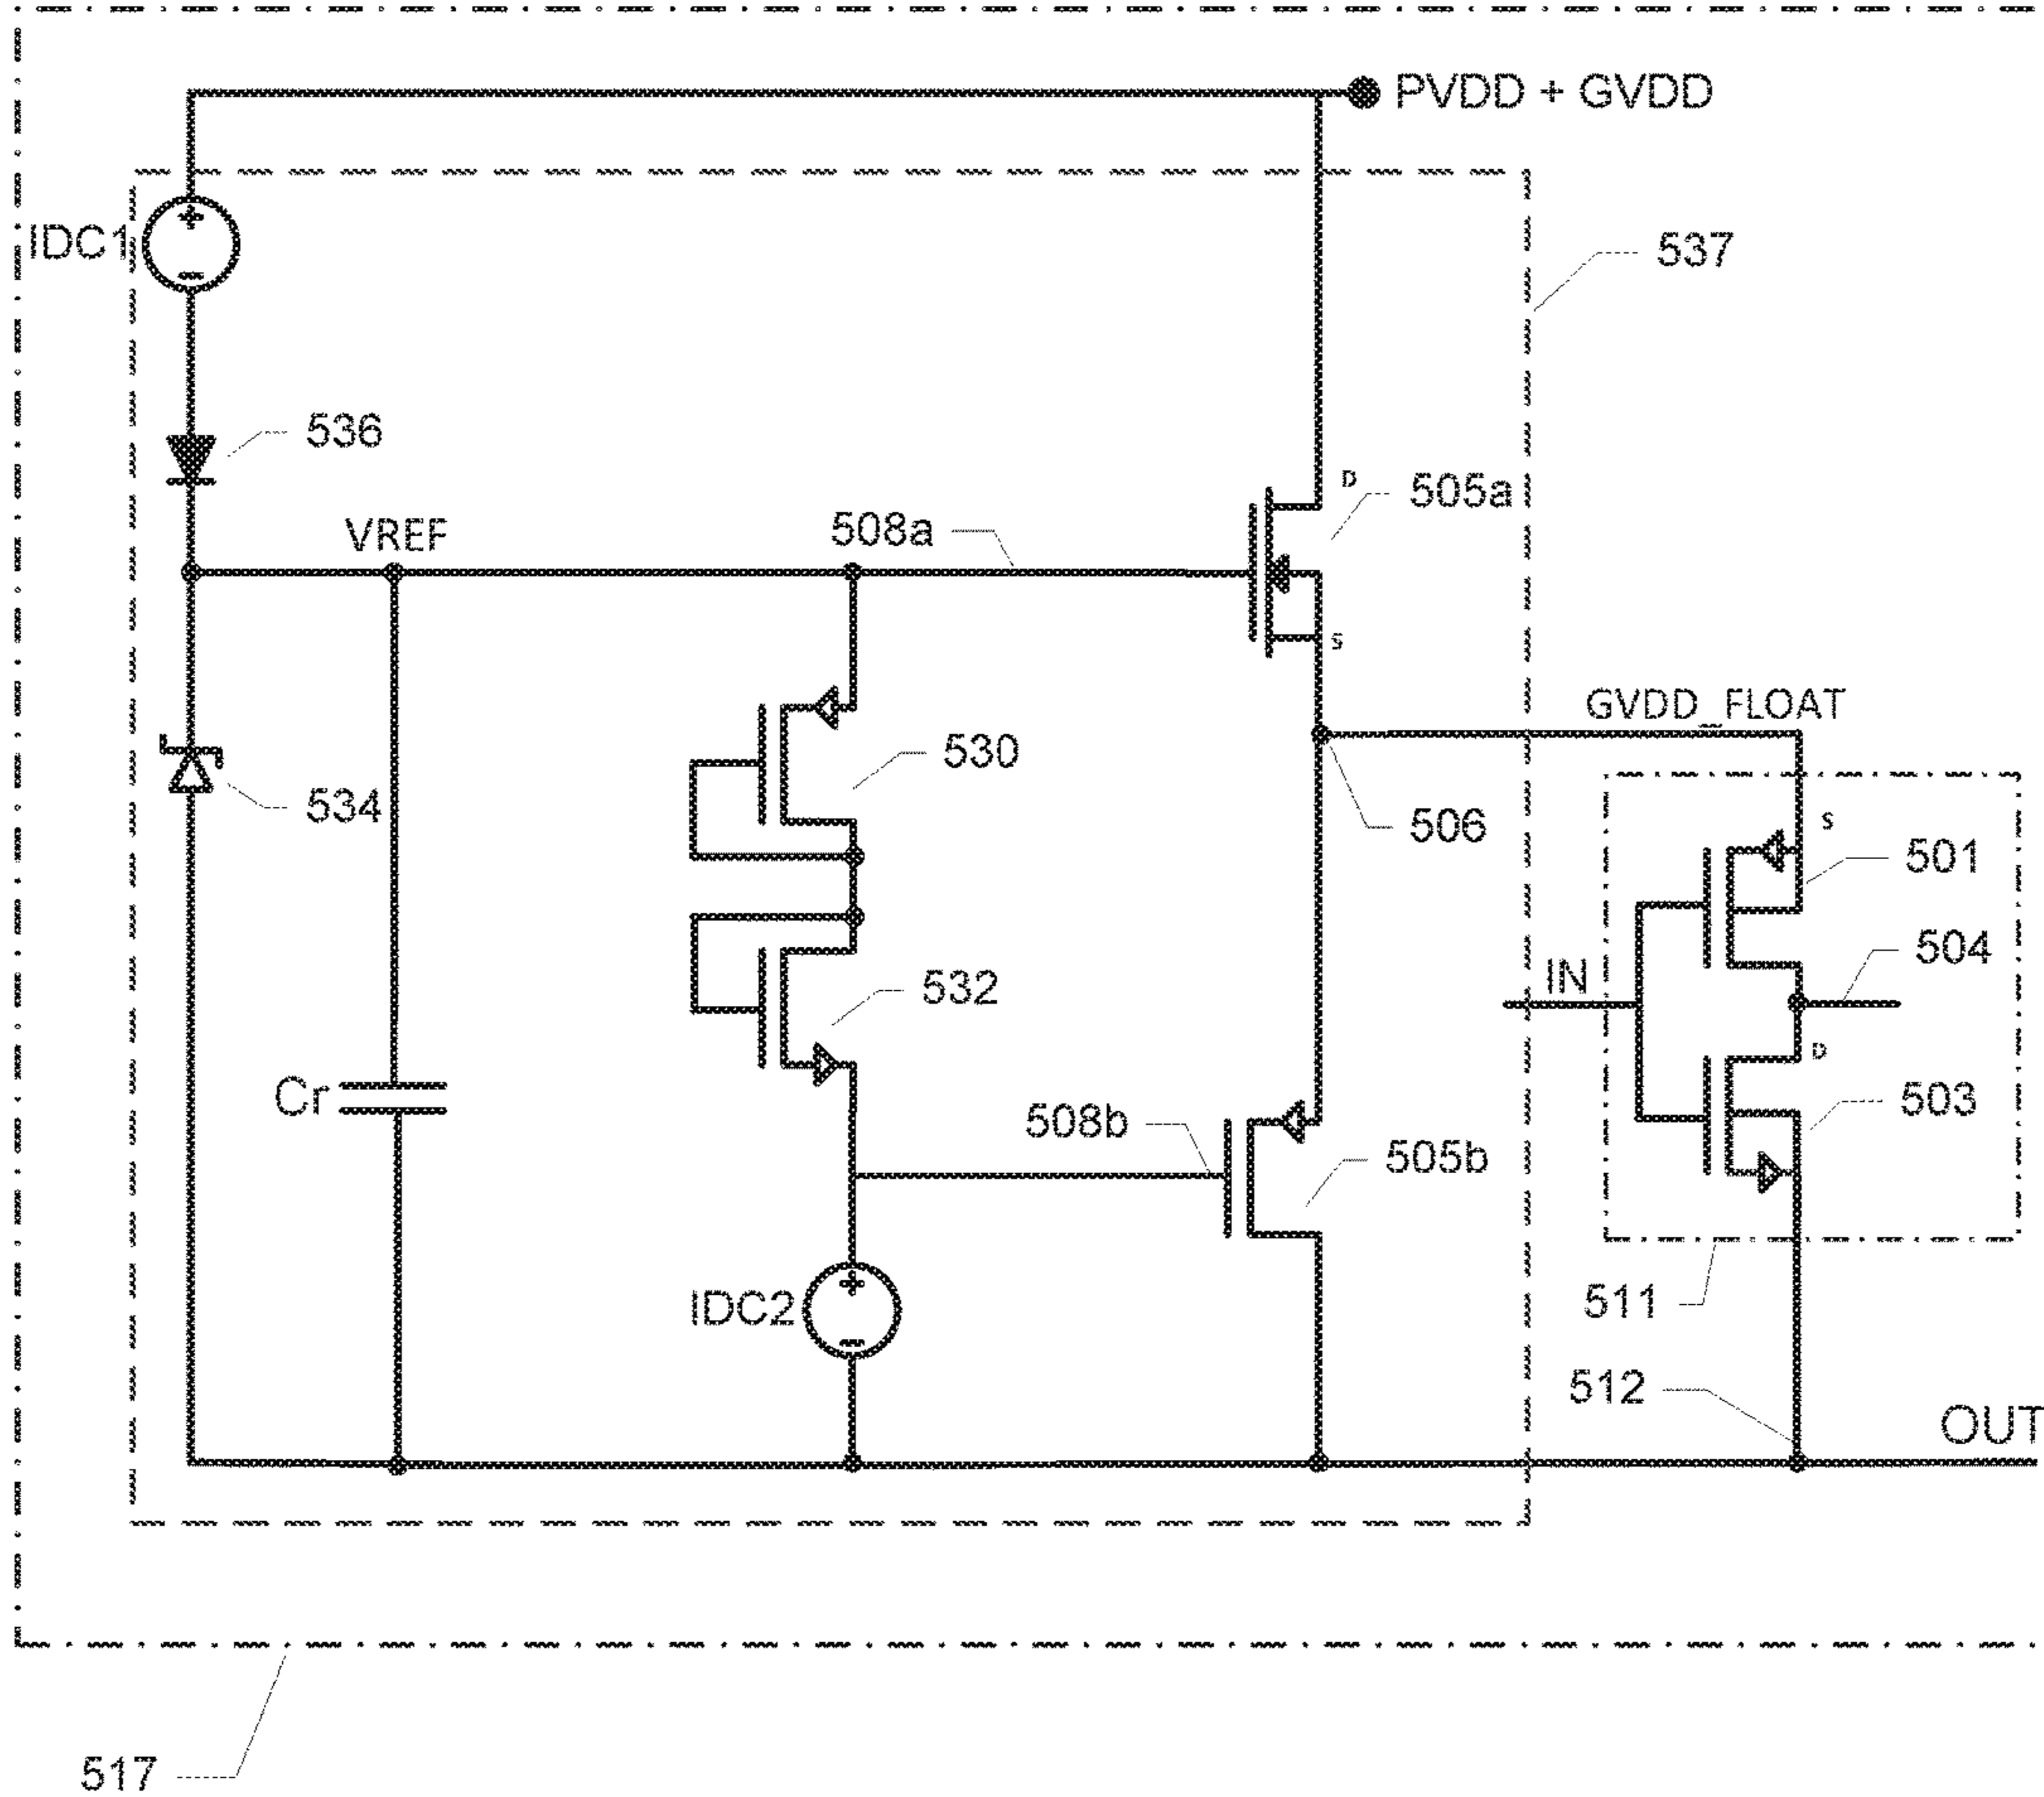 PVDD + GVDD
IDC1
+
-
537
536
D
505a
VREF
508a
S
GVDD_FLOAT
530
534
506
S
501
504
IN
532
D
503
Cr
508b
505b
IDC2
+
-
511
512
OUT
517